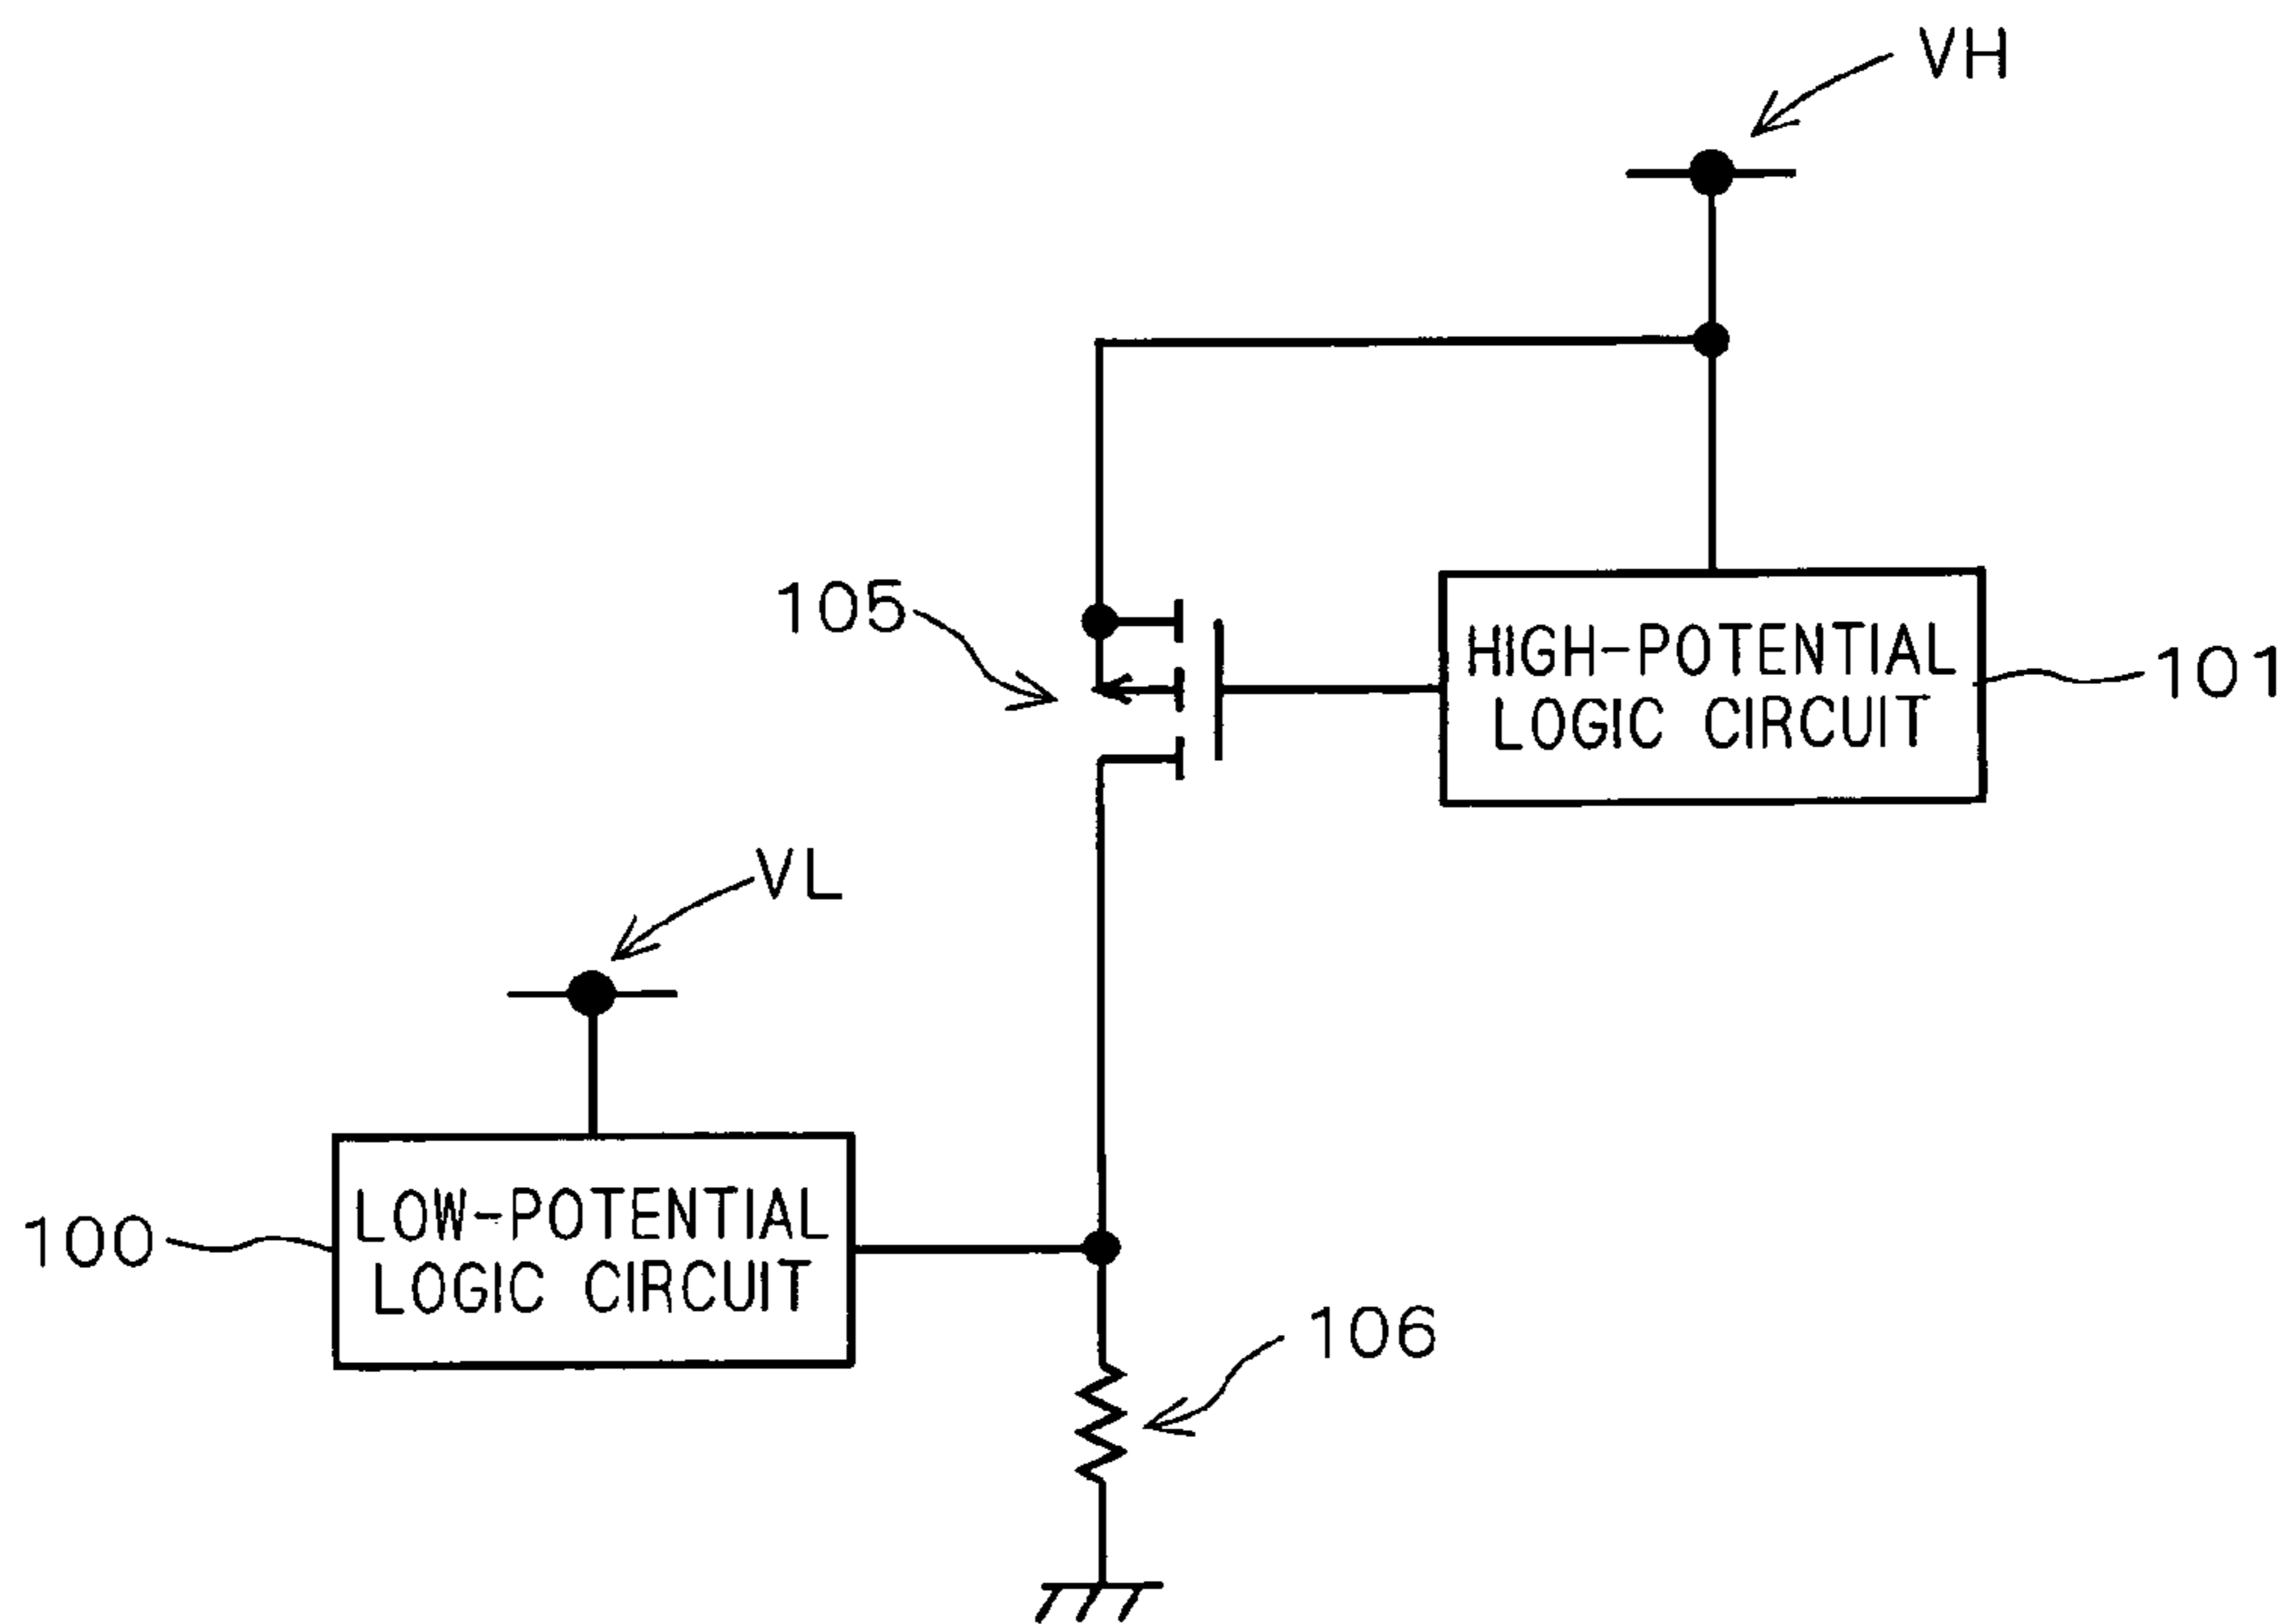 VH
105
HIGH-POTENTIAL
LOGIC CIRCUIT
101
VL
100
LOW-POTENTIAL
LOGIC CIRCUIT
106